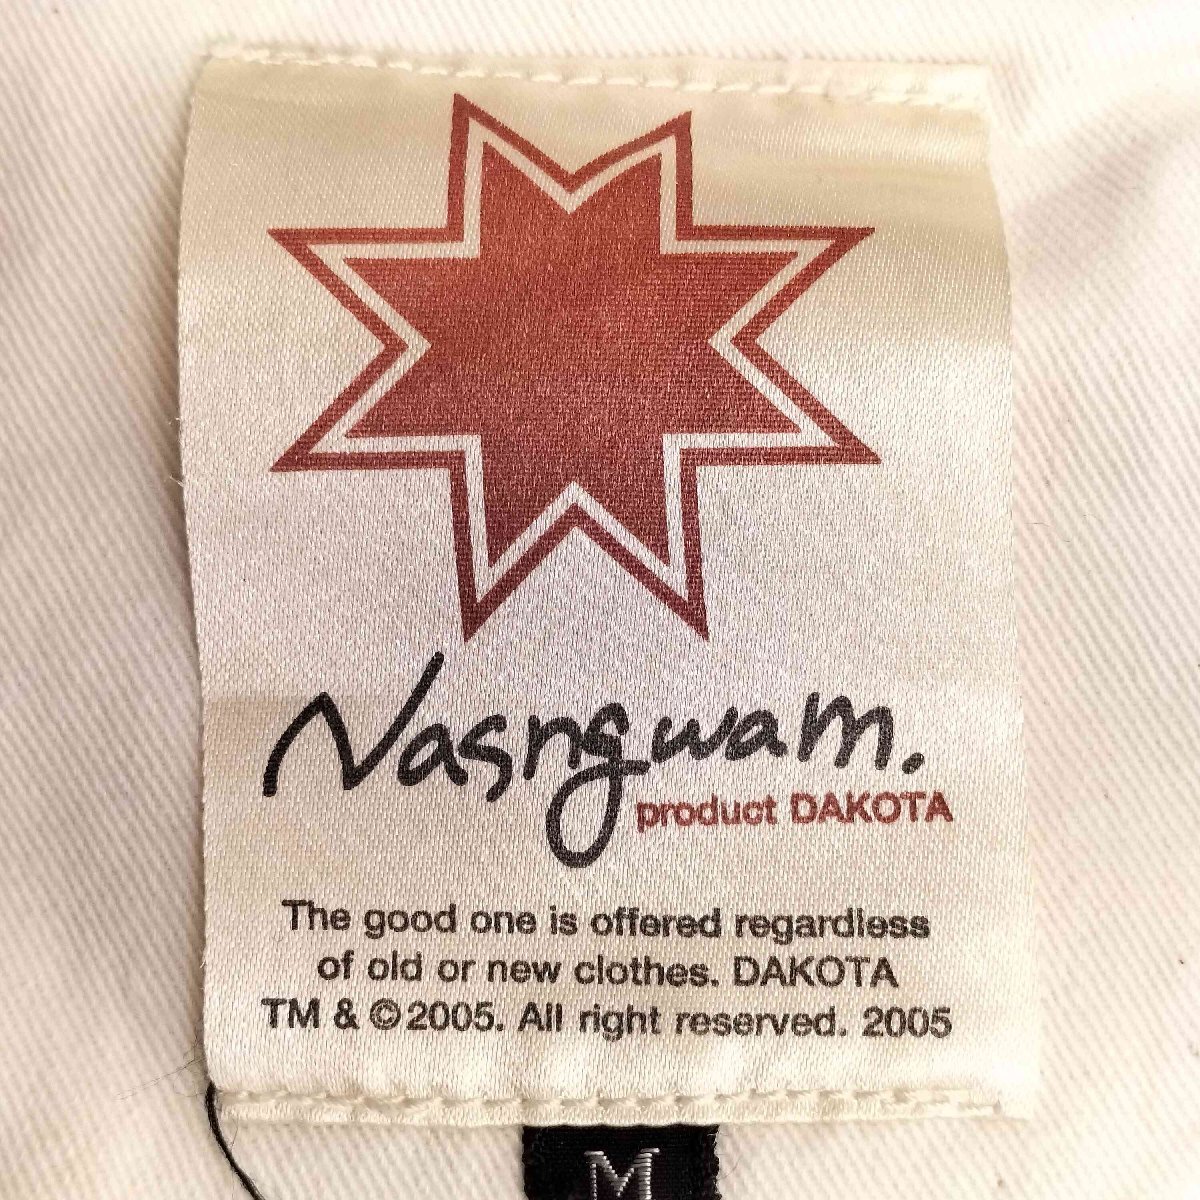 Nasngwam.
product DAKOTA
The good one is offered regardless
of old or new clothes. DAKOTA
TM & ©2005. All right reserved. 2005
M